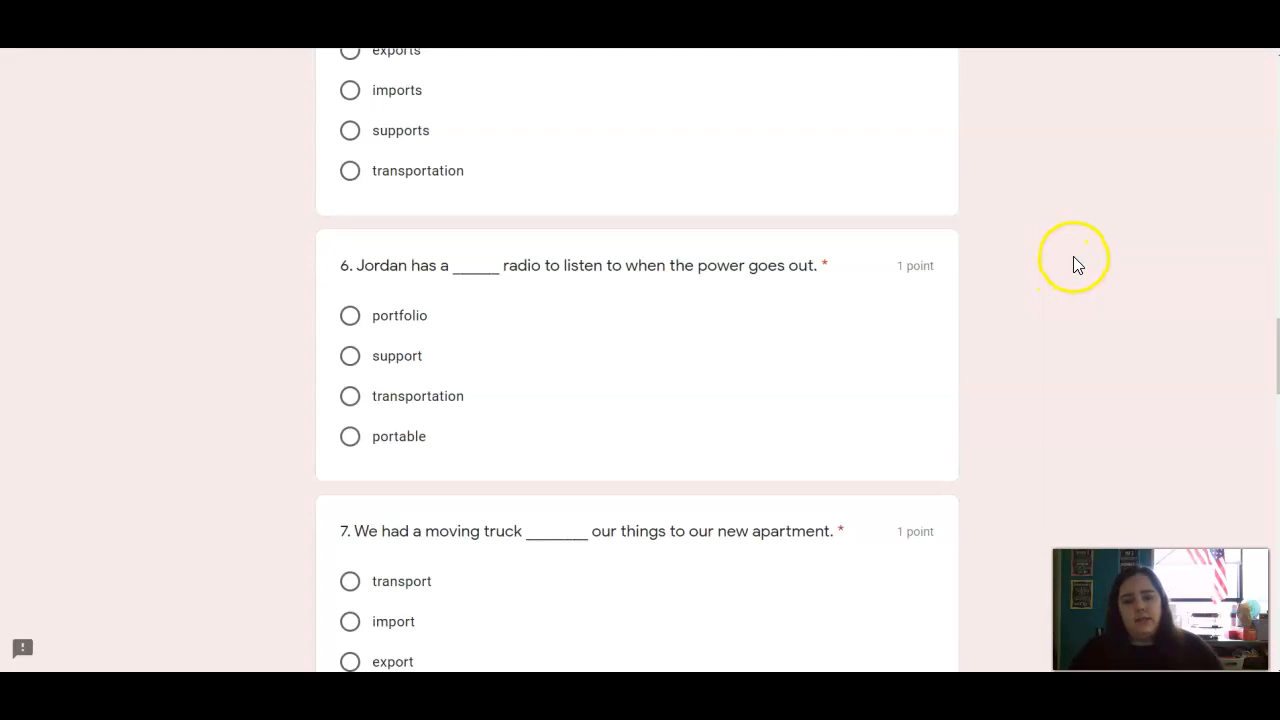 exports
imports
supports
transportation
6. Jordan has a ______ radio to listen to when the power goes out. *
1 point
portfolio
support
transportation
portable
7. We had a moving truck ________ our things to our new apartment. *
1 point
transport
import
export